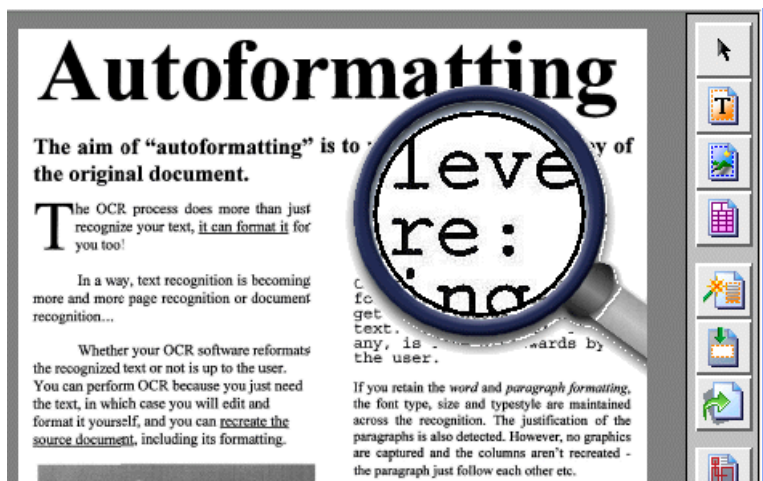 Autoformatting
The aim of “autoformatting” is to y of
the original document.
The OCR process does more than just
recognize your text, it can format it for
you too!
In a way, text recognition is becoming
more and more page recognition or document
recognition...
Whether your OCR software reformats
the recognized text or not is up to the user.
You can perform OCR because you just need
the text, in which case you will edit and
format it yourself, and you can recreate the
source document, including its formatting.
leve
re:
ing
get
text.
any, is wards by
the user.
If you retain the word and paragraph formatting,
the font type, size and typestyle are maintained
across the recognition. The justification of the
paragraphs is also detected. However, no graphics
are captured and the columns aren’t recreated -
the paragraph just follow each other etc.
T